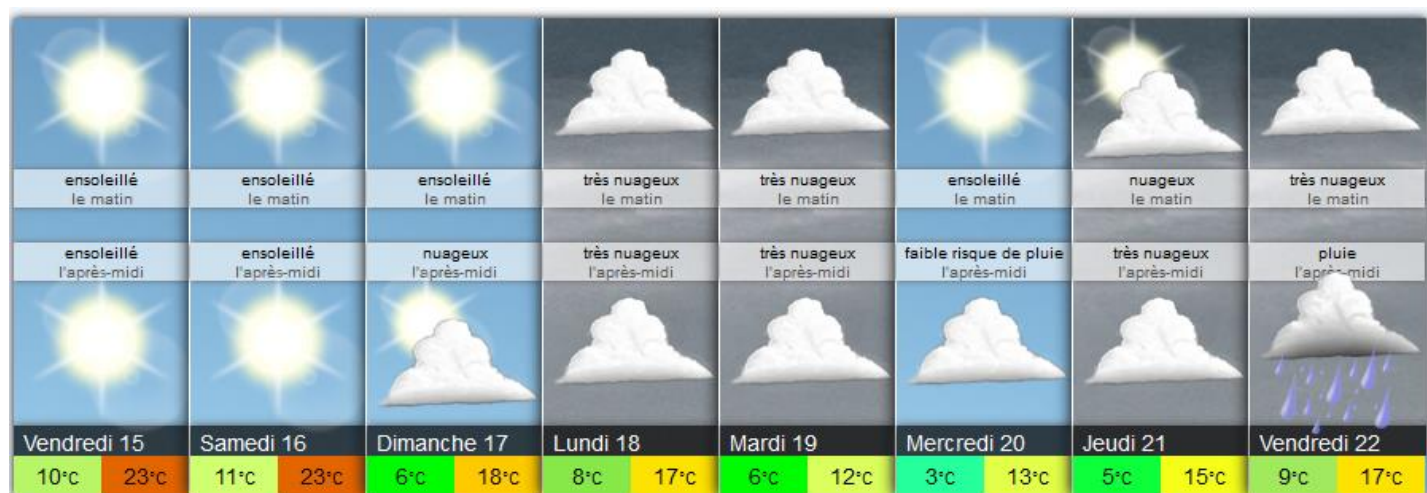 ensoleillé
le matin
ensoleillé
l'après-midi
Vendredi 15
10°C 23°C
ensoleillé
le matin
ensoleillé
l'après-midi
Samedi 16
11°C 23°C
ensoleillé
le matin
nuageux
l'après-midi
Dimanche 17
6°C 18°C
très nuageux
le matin
très nuageux
l'après-midi
Lundi 18
8°C 17°C
très nuageux
le matin
très nuageux
l'après-midi
Mardi 19
6°C 12°C
ensoleillé
le matin
faible risque de pluie
l'après-midi
Mercredi 20
3°C 13°C
nuageux
le matin
très nuageux
l'après-midi
Jeudi 21
5°C 15°C
très nuageux
le matin
pluie
l'après-midi
Vendredi 22
9°C 17°C